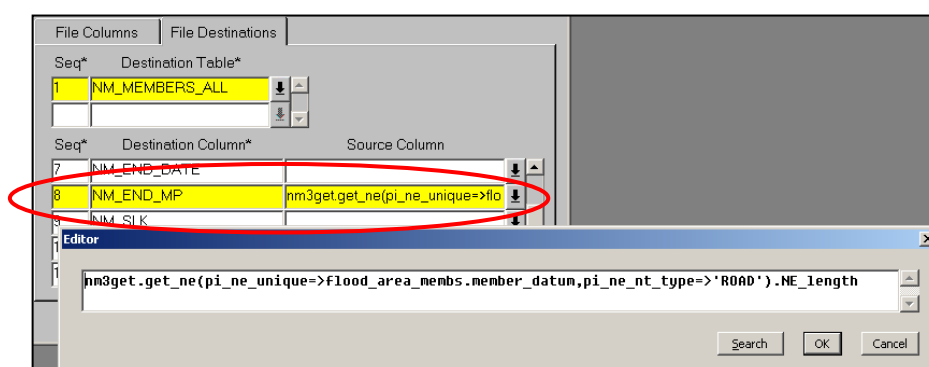 File Columns File Destinations
Seq* Destination Table*
1 NM_MEMBERS_ALL
Seq* Destination Column* Source Column
7 NM_END_DATE
8 NM_END_MP nm3get.get_ne(pi_ne_unique=>flo
9 NM_SLK
Editor
nm3get.get_ne(pi_ne_unique=>flood_area_membs.member_datum,pi_ne_nt_type=>'ROAD').NE_length
Search OK Cancel